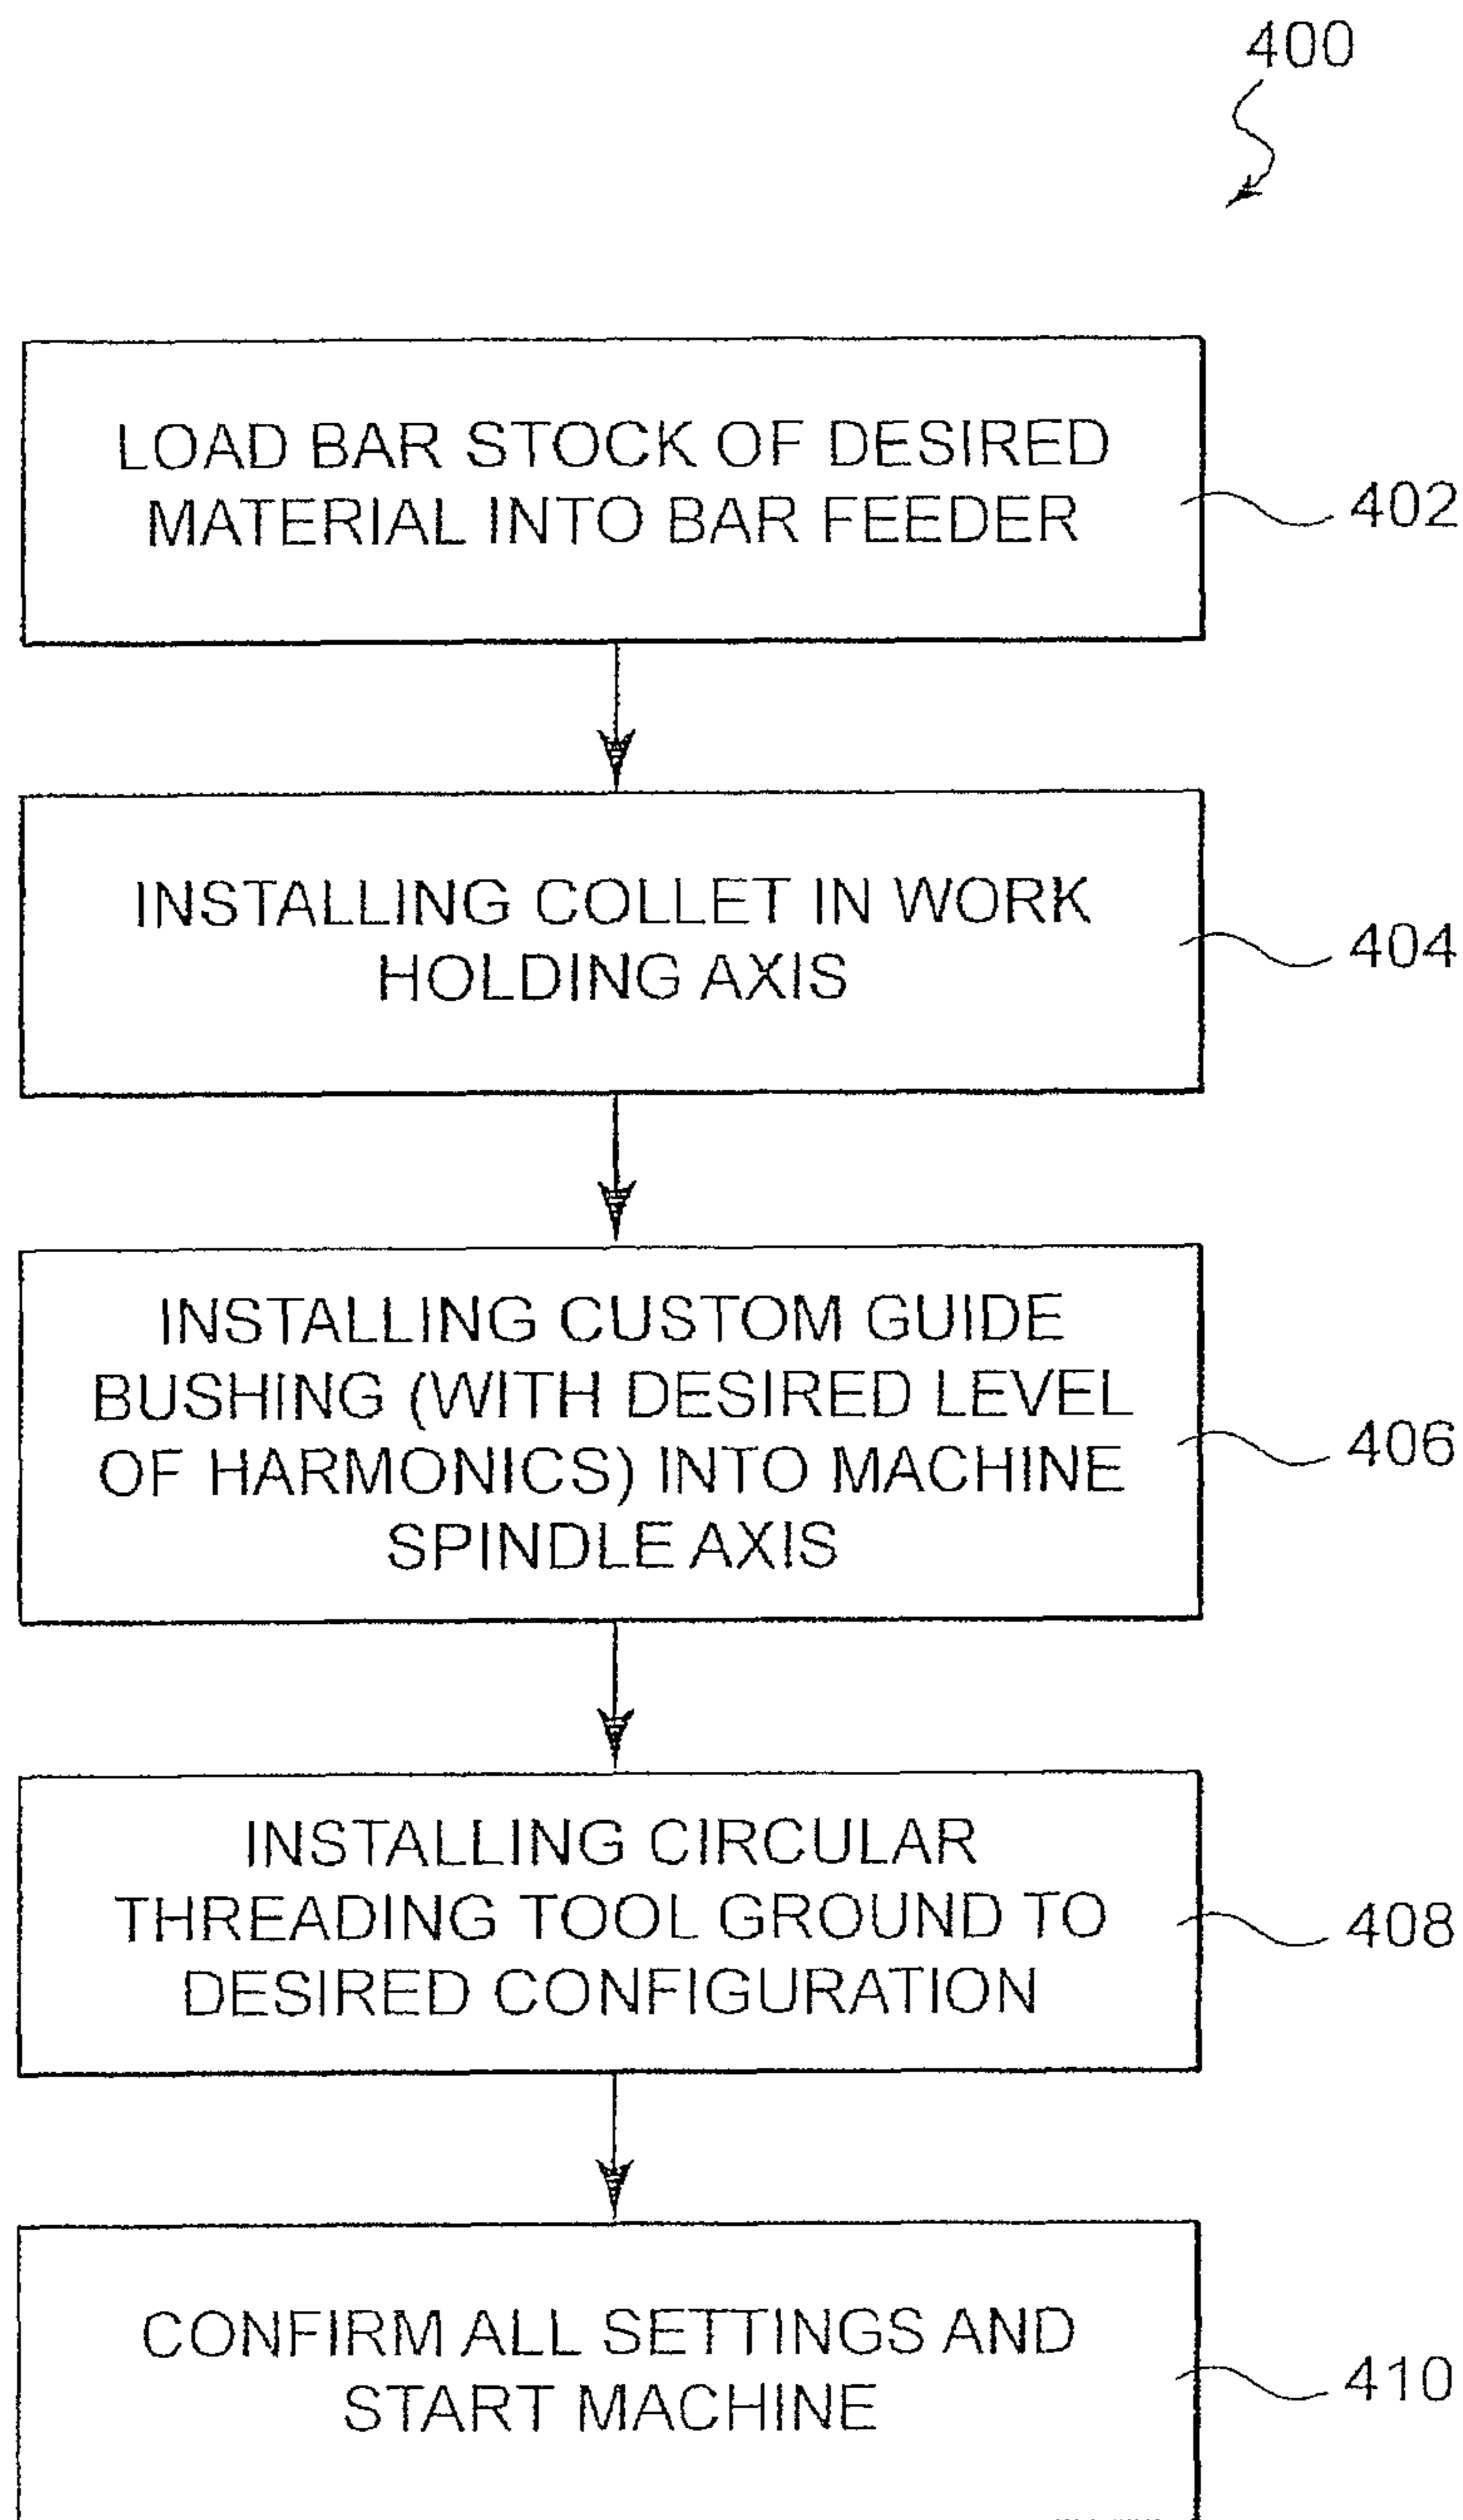 400
LOAD BAR STOCK OF DESIRED
MATERIAL INTO BAR FEEDER
402
INSTALLING COLLET IN WORK
HOLDING AXIS
404
INSTALLING CUSTOM GUIDE
BUSHING (WITH DESIRED LEVEL
OF HARMONICS) INTO MACHINE
SPINDLE AXIS
406
INSTALLING CIRCULAR
THREADING TOOL GROUND TO
DESIRED CONFIGURATION
408
CONFIRM ALL SETTINGS AND
START MACHINE
410